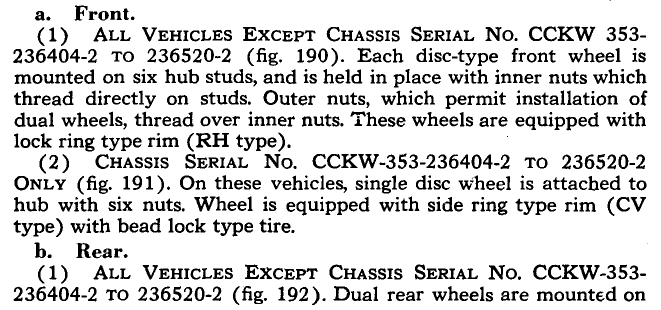 a. Front.
(1) ALL VEHICLES EXCEPT CHASSIS SERIAL NO. CCKW 353-
236404-2 TO 236520-2 (fig. 190). Each disc-type front wheel is
mounted on six hub studs, and is held in place with inner nuts which
thread directly on studs. Outer nuts, which permit installation of
dual wheels, thread over inner nuts. These wheels are equipped with
lock ring type rim (RH type).
(2) CHASSIS SERIAL NO. CCKW-353-236404-2 TO 236520-2
ONLY (fig. 191). On these vehicles, single disc wheel is attached to
hub with six nuts. Wheel is equipped with side ring type rim (CV
type) with bead lock type tire.
b. Rear.
(1) ALL VEHICLES EXCEPT CHASSIS SERIAL NO. CCKW-353-
236404-2 TO 236520-2 (fig. 192). Dual rear wheels are mounted on